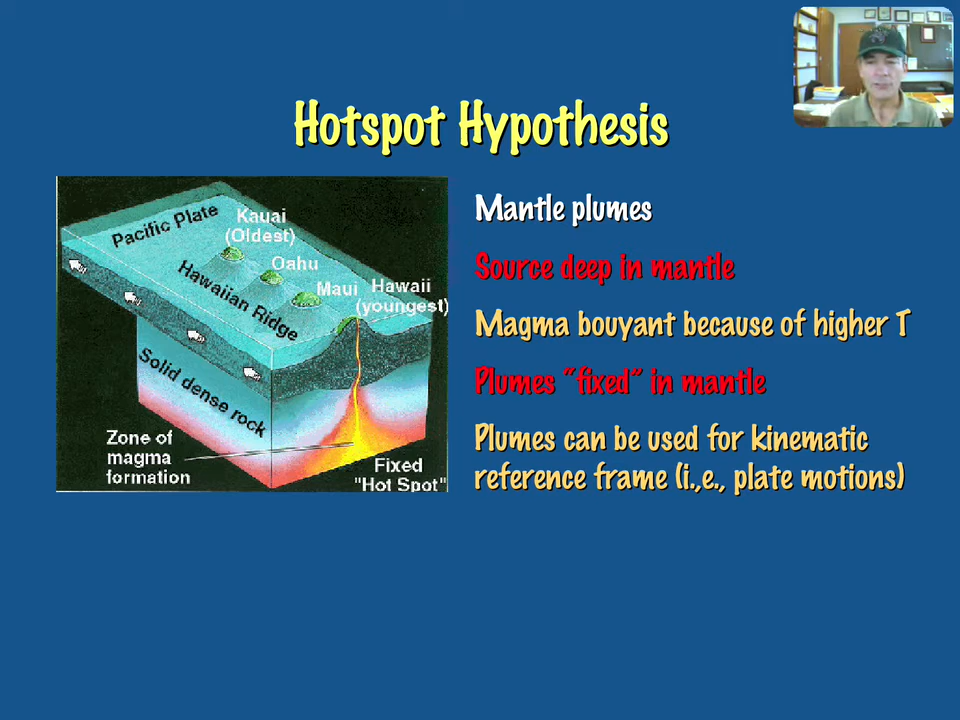 Hotspot Hypothesis
Pacific Plate
Kauai
(Oldest)
Oahu
Maui
Hawaii
(youngest)
Hawaiian Ridge
Solid dense rock
Zone of
magma
formation
Fixed
"Hot Spot"
Mantle plumes
Source deep in mantle
Magma bouyant because of higher T
Plumes “fixed” in mantle
Plumes can be used for kinematic
reference frame (i.,e., plate motions)